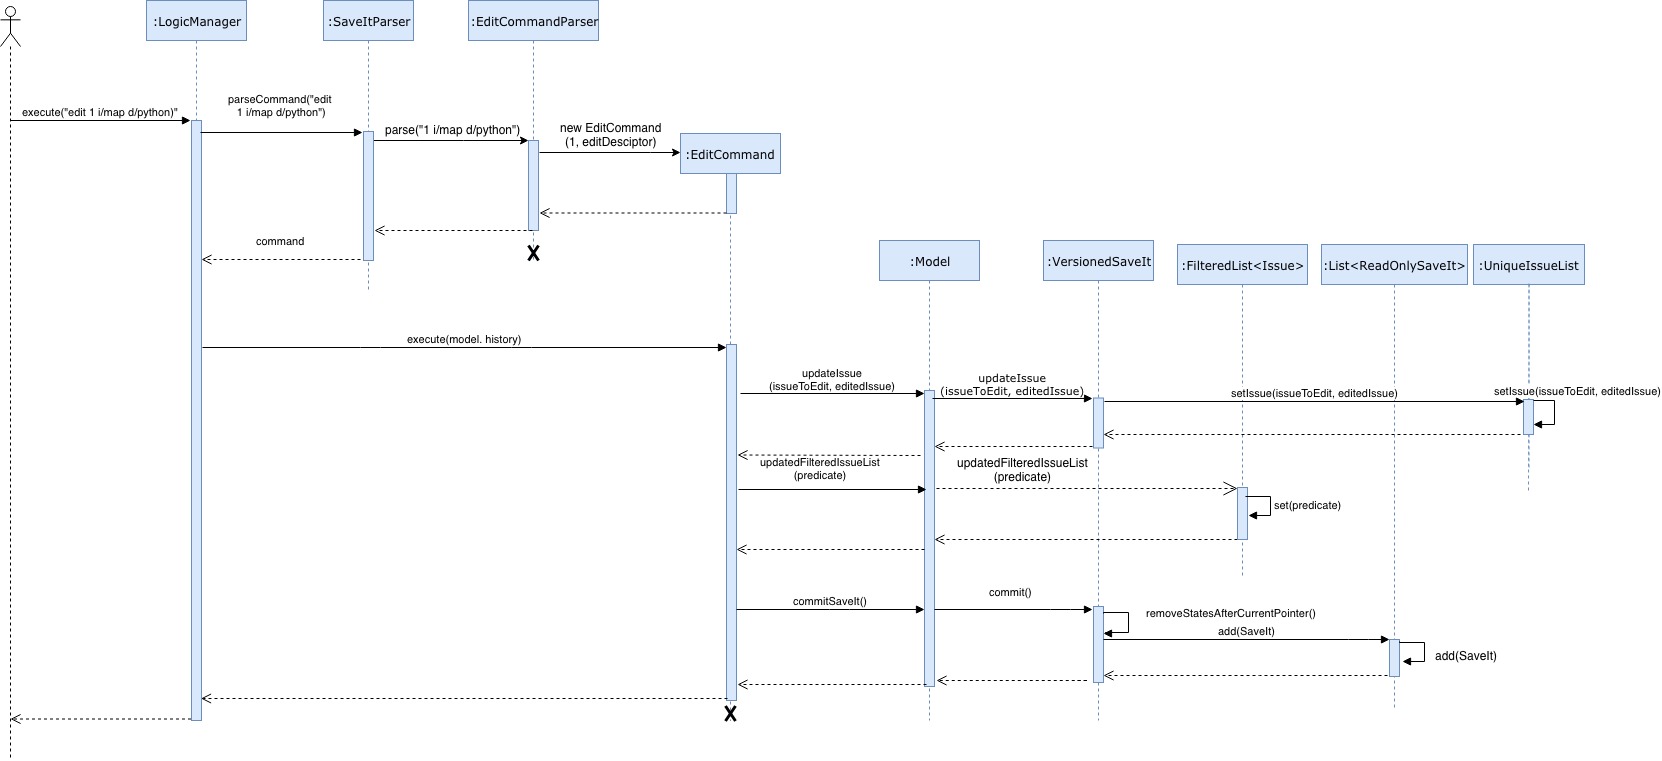 :LogicManager
:SaveItParser
:EditCommandParser
execute("edit 1 i/map d/python)"
parseCommand("edit
1 i/map d/python")
parse("1 i/map d/python")
new EditCommand
(1, editDesciptor)
:EditCommand
command
:Model
:VersionedSaveIt
:FilteredList<Issue>
:List<ReadOnlySaveIt>
:UniqueIssueList
execute(model. history)
updateIssue
(issueToEdit, editedIssue)
updateIssue
(issueToEdit, editedIssue)
setIssue(issueToEdit, editedIssue)
setIssue(issueToEdit, editedIssue)
updatedFilteredIssueList
(predicate)
updatedFilteredIssueList
(predicate)
set(predicate)
commitSaveIt()
commit()
removeStatesAfterCurrentPointer()
add(SaveIt)
add(SaveIt)